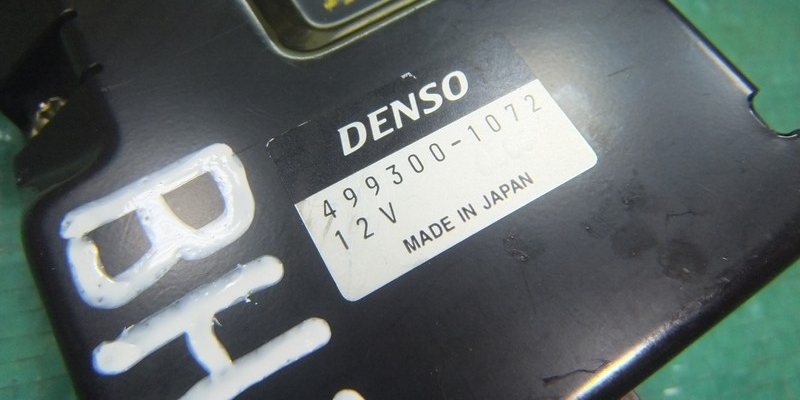 DENSO
499300-1072
12V
MADE IN JAPAN
BH